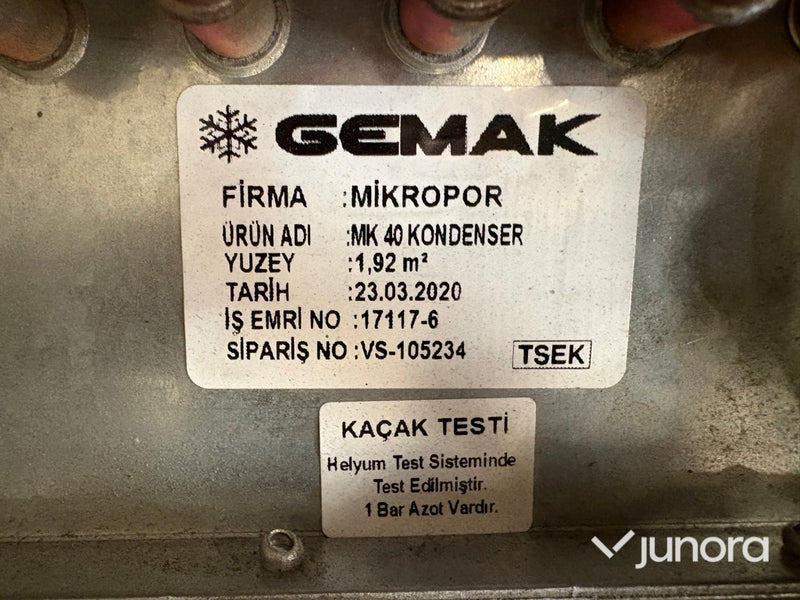 GEMAK
FİRMA :MİKROPOR
ÜRÜN ADI :MK 40 KONDENSER
YUZEY :1,92 m²
TARİH :23.03.2020
İŞ EMRİ NO :17117-6
SİPARİŞ NO :VS-105234 TSEK
KAÇAK TESTİ
Helyum Test Sisteminde
Test Edilmiştir.
1 Bar Azot Vardır.
junora